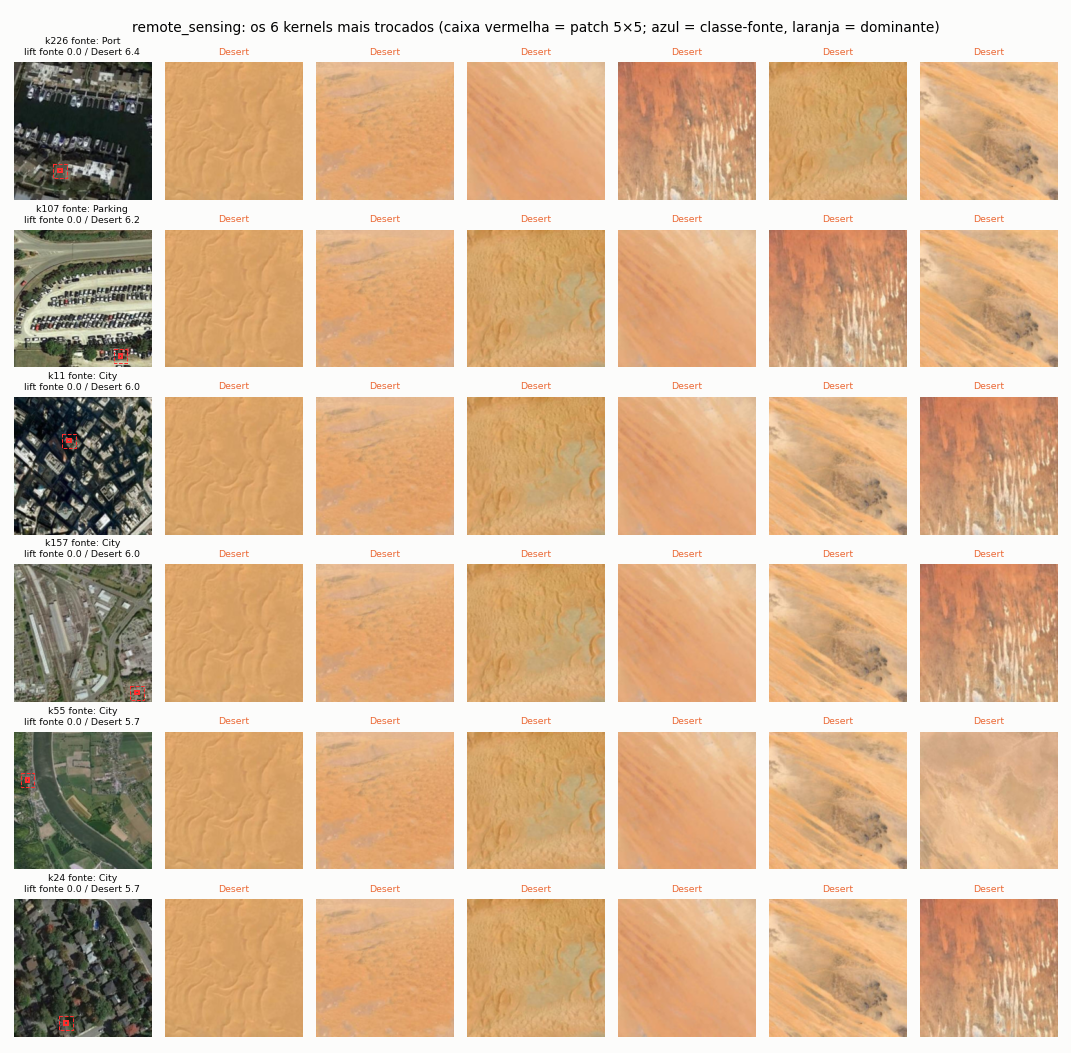 remote_sensing: os 6 kernels mais trocados (caixa vermelha = patch 5×5; azul = classe-fonte, laranja = dominante)
k226 fonte: Port
lift fonte 0.0 / Desert 6.4
Desert
Desert
Desert
Desert
Desert
Desert
k107 fonte: Parking
lift fonte 0.0 / Desert 6.2
Desert
Desert
Desert
Desert
Desert
Desert
k11 fonte: City
lift fonte 0.0 / Desert 6.0
Desert
Desert
Desert
Desert
Desert
Desert
k157 fonte: City
lift fonte 0.0 / Desert 6.0
Desert
Desert
Desert
Desert
Desert
Desert
k55 fonte: City
lift fonte 0.0 / Desert 5.7
Desert
Desert
Desert
Desert
Desert
Desert
k24 fonte: City
lift fonte 0.0 / Desert 5.7
Desert
Desert
Desert
Desert
Desert
Desert